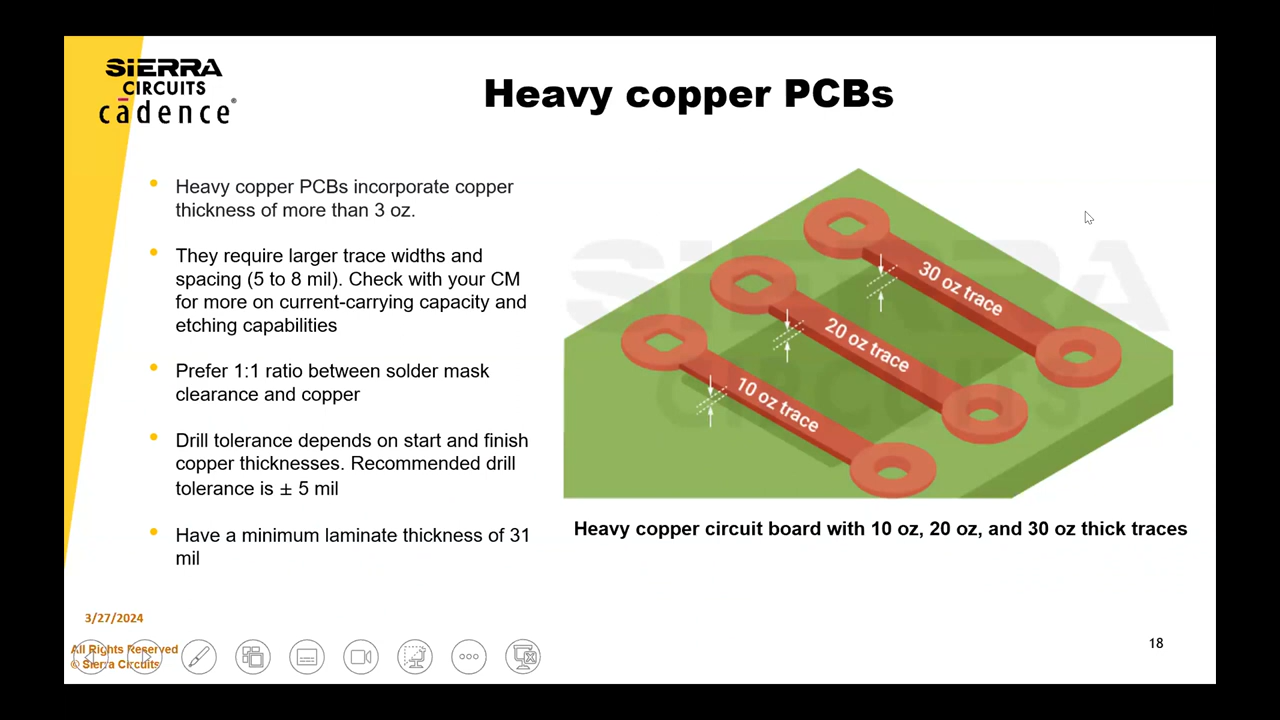 SIERRA
CIRCUITS
cādence®
Heavy copper PCBs
• Heavy copper PCBs incorporate copper
thickness of more than 3 oz.
• They require larger trace widths and
spacing (5 to 8 mil). Check with your CM
for more on current-carrying capacity and
etching capabilities
• Prefer 1:1 ratio between solder mask
clearance and copper
• Drill tolerance depends on start and finish
copper thicknesses. Recommended drill
tolerance is ± 5 mil
• Have a minimum laminate thickness of 31
mil
SIERRA
CIRCUITS
30 oz trace
20 oz trace
10 oz trace
Heavy copper circuit board with 10 oz, 20 oz, and 30 oz thick traces
3/27/2024
All Rights Reserved
© Sierra Circuits
18